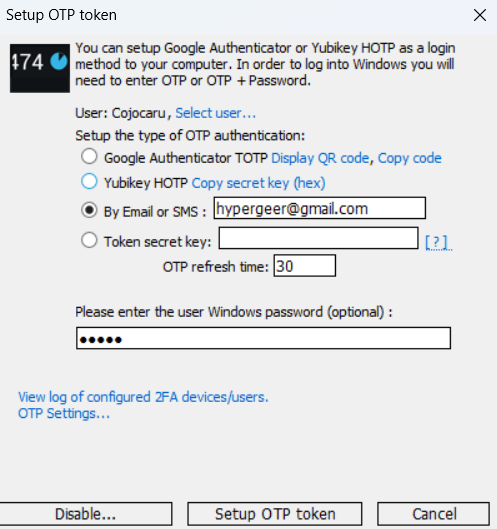 Setup OTP token
474
You can setup Google Authenticator or Yubikey HOTP as a login
method to your computer. In order to log into Windows you will
need to enter OTP or OTP +Password.
User: Cojocaru, Select user...
Setup the type of OTP authentication:
Google Authenticator TOTP Display QR code, Copy code
Yubikey HOTP Copy secret key (hex)
By Email or SMS : hypergeer@gmail.com
Token secret key: [?]
OTP refresh time: 30
Please enter the user Windows password (optional) :
●●●●●
View log of configured 2FA devices/users.
OTP Settings...
Disable... Setup OTP token Cancel